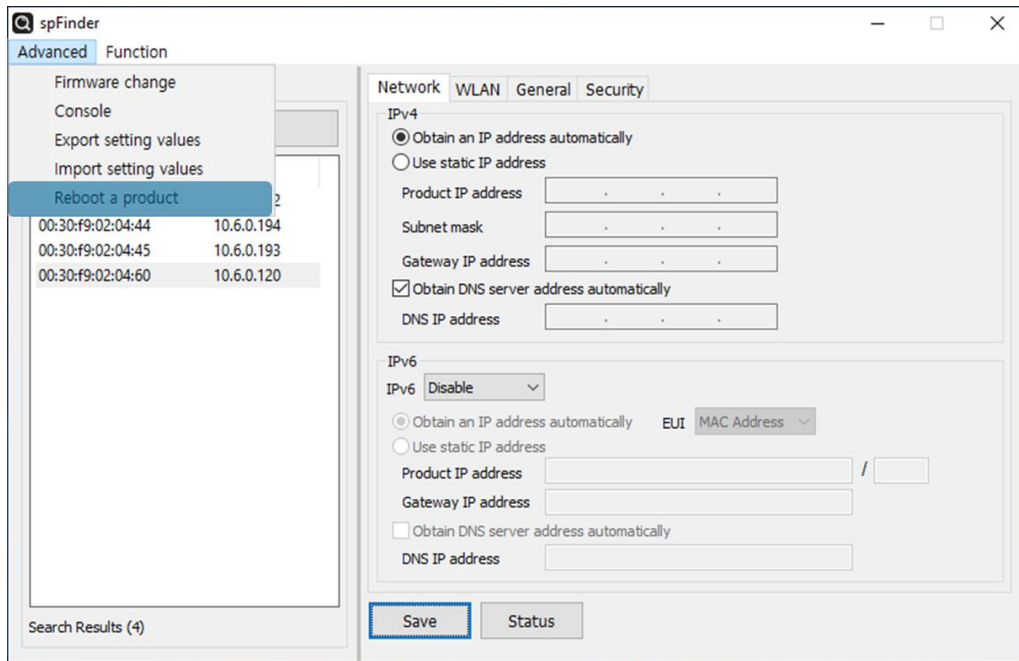 spFinder
Advanced Function
Firmware change
Console
Export setting values
Import setting values
Reboot a product
00:30:f9:02:04:44 10.6.0.194
00:30:f9:02:04:45 10.6.0.193
00:30:f9:02:04:60 10.6.0.120
Search Results (4)
Network WLAN General Security
IPv4
Obtain an IP address automatically
Use static IP address
Product IP address . . .
Subnet mask . . .
Gateway IP address . . .
Obtain DNS server address automatically
DNS IP address . . .
IPv6
IPv6 Disable
Obtain an IP address automatically EUI MAC Address
Use static IP address
Product IP address /
Gateway IP address
Obtain DNS server address automatically
DNS IP address
Save Status